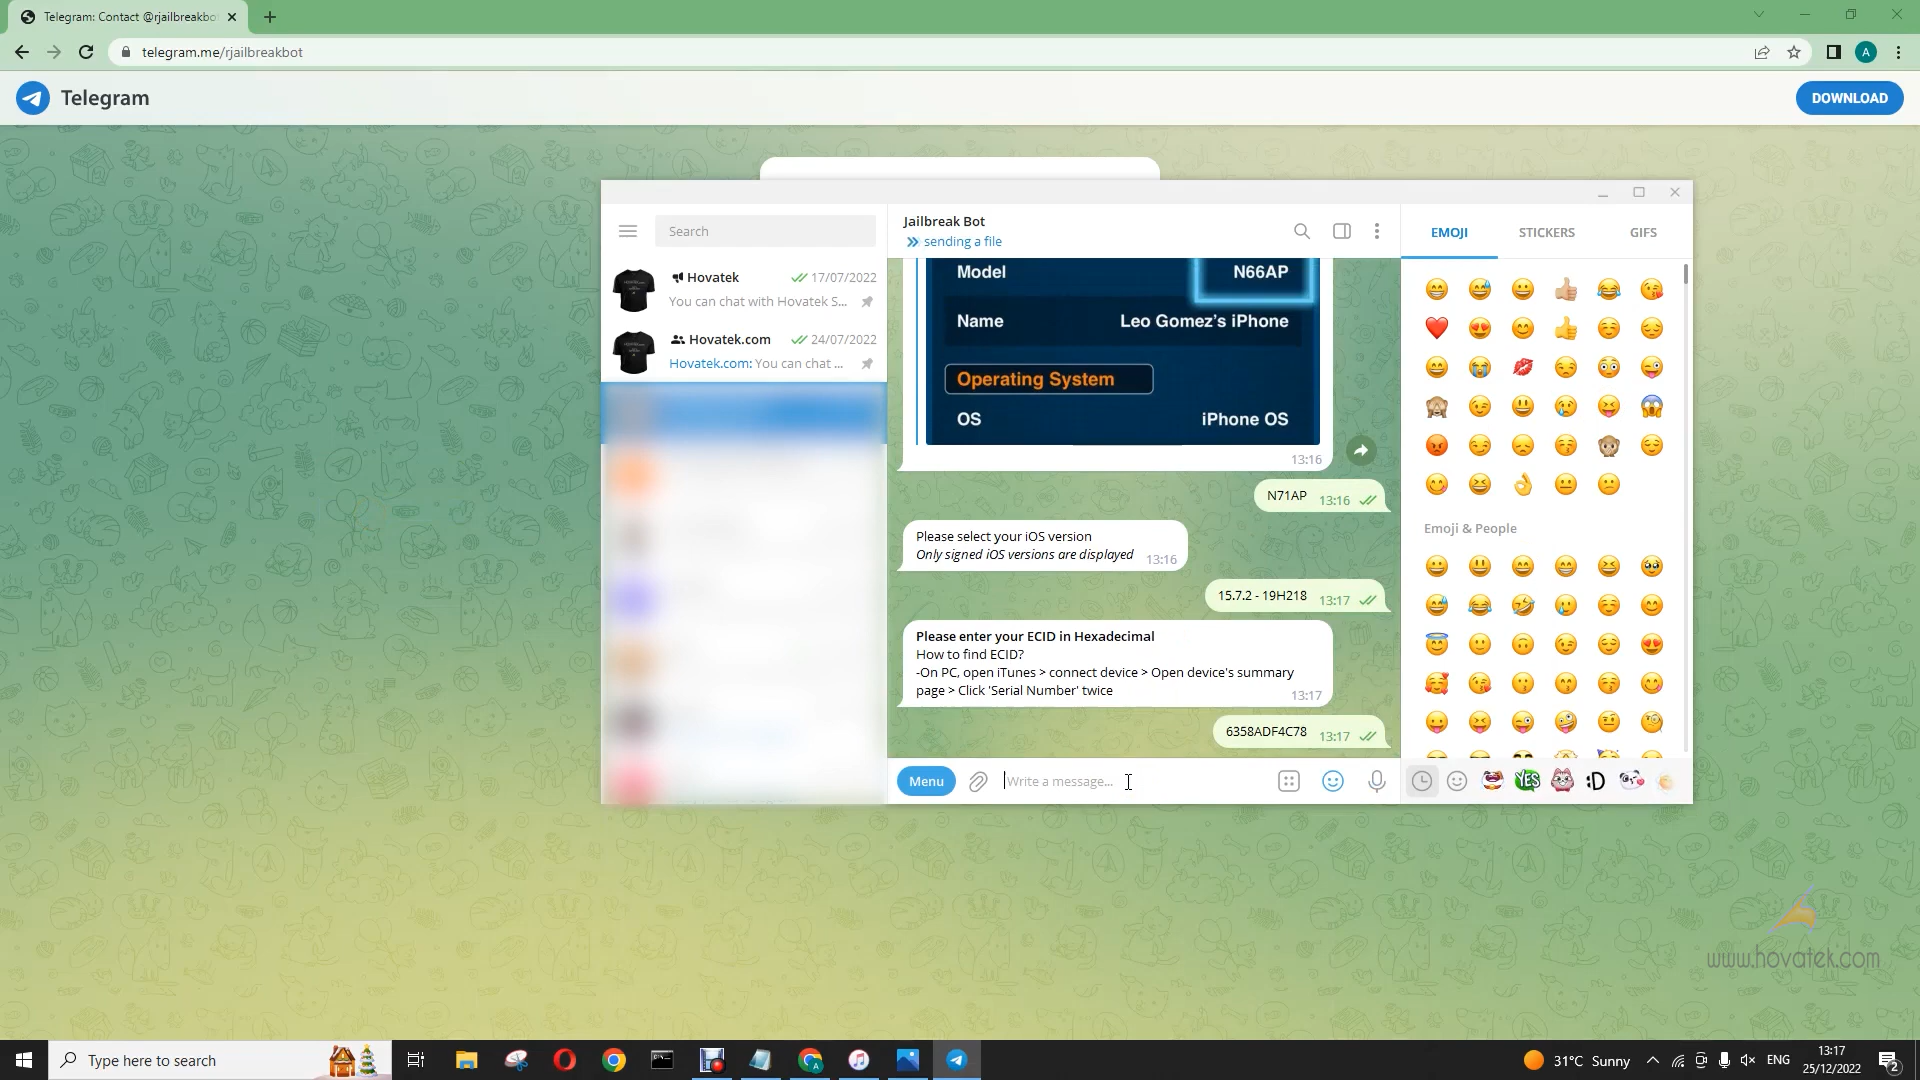 Telegram: Contact @rjailbreakbo
telegram.me/rjailbreakbot
A
Telegram
DOWNLOAD
Search
Hovatek
17/07/2022
You can chat with Hovatek S...
Hovatek.com
24/07/2022
Hovatek.com: You can chat ...
Jailbreak Bot
sending a file
Model
N66AP
Name
Leo Gomez's iPhone
Operating System
OS
iPhone OS
13:16
N71AP 13:16
Please select your iOS version
Only signed iOS versions are displayed 13:16
15.7.2 - 19H218 13:17
Please enter your ECID in Hexadecimal
How to find ECID?
-On PC, open iTunes > connect device > Open device's summary
page > Click 'Serial Number' twice 13:17
6358ADF4C78 13:17
Menu
Write a message...
EMOJI
STICKERS
GIFS
Emoji & People
YES
:D
www.hovatek.com
Type here to search
A
31°C Sunny
ENG
13:17
25/12/2022
2